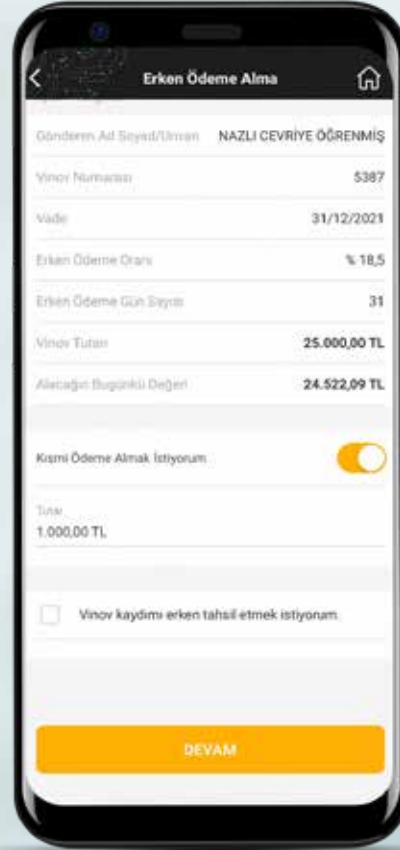 Erken Ödeme Alma
Gönderen Ad Soyad/Ünvan NAZLI CEVRİYE ÖĞRENMİŞ
Vinov Numarası 5387
Vade 31/12/2021
Erken Ödeme Oranı % 18,5
Erken Ödeme Gün Sayısı 31
Vinov Tutarı 25.000,00 TL
Alacağın Bugünkü Değeri 24.522,09 TL
Kısmi Ödeme Almak İstiyorum
Tutar
1.000,00 TL
Vinov kaydımı erken tahsil etmek istiyorum.
DEVAM